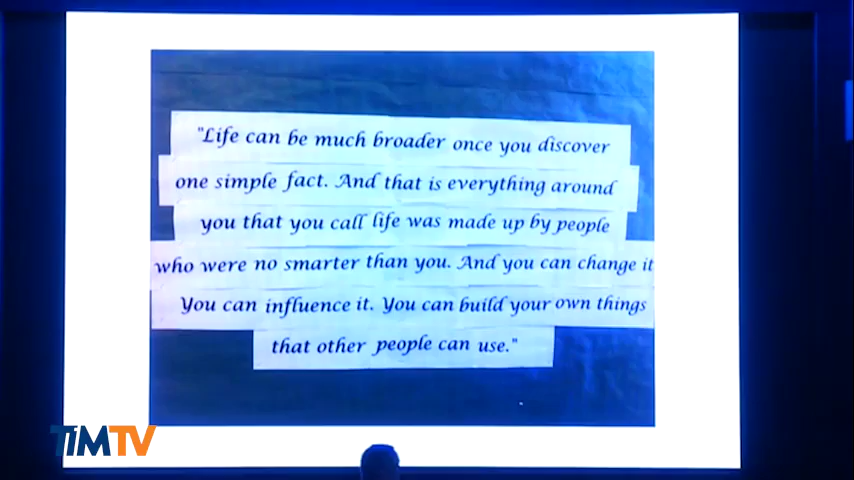 "Life can be much broader once you discover
one simple fact. And that is everything around
you that you call life was made up by people
who were no smarter than you. And you can change it
You can influence it. You can build your own things
that other people can use."
TIMTV